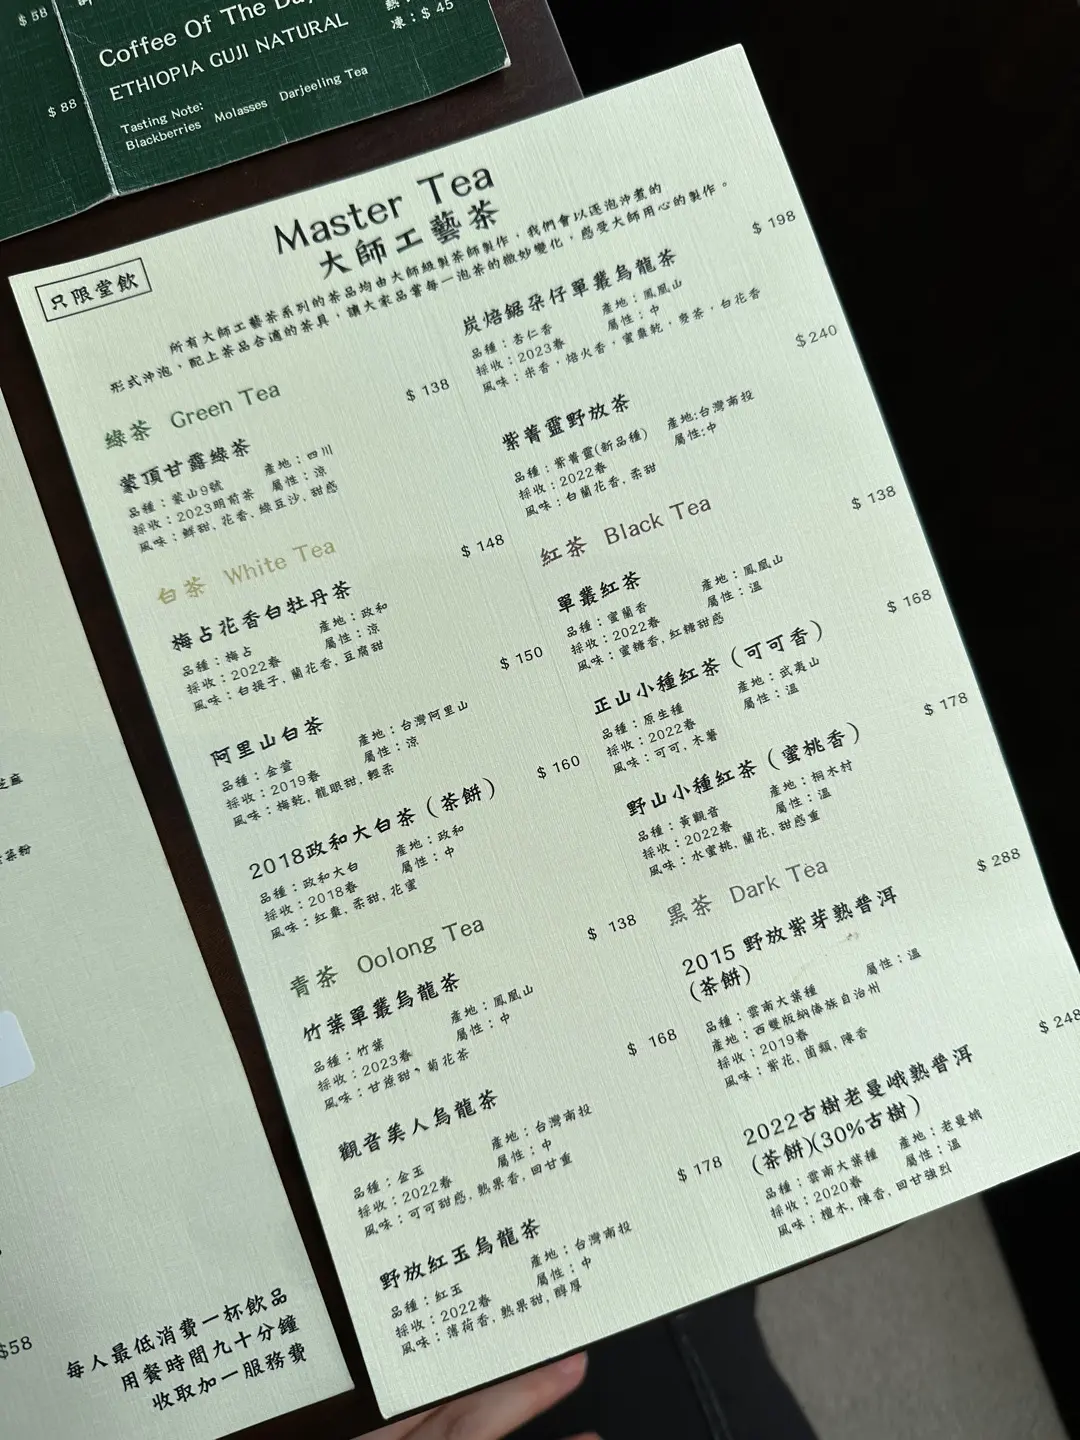 $ 58
$ 88
Coffee Of The Day
ETHIOPIA GUJI NATURAL
Tasting Note:
Blackberries Molasses Darjeeling Tea
凍:$ 45
Master Tea
大師工藝茶
只限堂飲
所有大師工藝茶系列的茶品均由大師級製茶師製作，我們會以逐泡沖煮的
形式沖泡，配上茶品合適的茶具，讓大家品嘗每一泡茶的微妙變化，感受大師用心的製作。
綠茶 Green Tea
$ 138
蒙頂甘露綠茶
品種：蒙山9號 產地：四川
採收：2023明前茶 屬性：涼
風味：鮮甜, 花香, 綠豆沙, 甜感
白茶 White Tea
$ 148
梅占花香白牡丹茶
品種：梅占 產地：政和
採收：2022春 屬性：涼
風味：白提子, 蘭花香, 豆腐甜
$ 150
阿里山白茶
品種：金萱 產地：台灣阿里山
採收：2019春 屬性：涼
風味：梅乾, 龍眼甜, 輕柔
$ 160
2018政和大白茶（茶餅）
品種：政和大白 產地：政和
採收：2018春 屬性：中
風味：紅棗, 柔甜, 花蜜
青茶 Oolong Tea
$ 138
竹葉單叢烏龍茶
品種：竹葉 產地：鳳凰山
採收：2023春 屬性：中
風味：甘蔗甜、菊花茶
$ 168
觀音美人烏龍茶
品種：金玉 產地：台灣南投
採收：2022春 屬性：中
風味：可可甜感, 熟果香, 回甘重
$ 178
野放紅玉烏龍茶
品種：紅玉 產地：台灣南投
採收：2022春 屬性：中
風味：薄荷香, 熟果甜, 醇厚
$ 198
炭焙鋸朶仔單叢烏龍茶
品種：杏仁香 產地：鳳凰山
採收：2023春 屬性：中
風味：米香，焙火香，蜜棗乾，麥茶，白花香
$240
紫菁靈野放茶
品種：紫菁靈(新品種) 產地:台灣南投
採收：2022春 屬性:中
風味：白蘭花香, 柔甜
紅茶 Black Tea
$ 138
單叢紅茶
品種：蜜蘭香 產地：鳳凰山
採收：2022春 屬性：溫
風味：蜜糖香, 紅糖甜感
$ 168
正山小種紅茶（可可香）
品種：原生種 產地：武夷山
採收：2022春 屬性：溫
風味：可可, 木薯
$ 178
野山小種紅茶（蜜桃香）
品種：黃觀音 產地：桐木村
採收：2022春 屬性：溫
風味：水蜜桃, 蘭花, 甜感重
黑茶 Dark Tea
$ 288
2015 野放紫芽熟普洱
(茶餅)
品種：雲南大葉種 屬性：溫
產地：西雙版納傣族自治州
採收：2019春
風味：紫花, 菌類, 陳香
$ 248
2022古樹老曼峨熟普洱
(茶餅)(30%古樹)
品種：雲南大葉種 產地：老曼娥
採收：2020春 屬性：溫
風味：檀木, 陳香, 回甘強烈
$58
每人最低消費一杯飲品
用餐時間九十分鐘
收取加一服務費